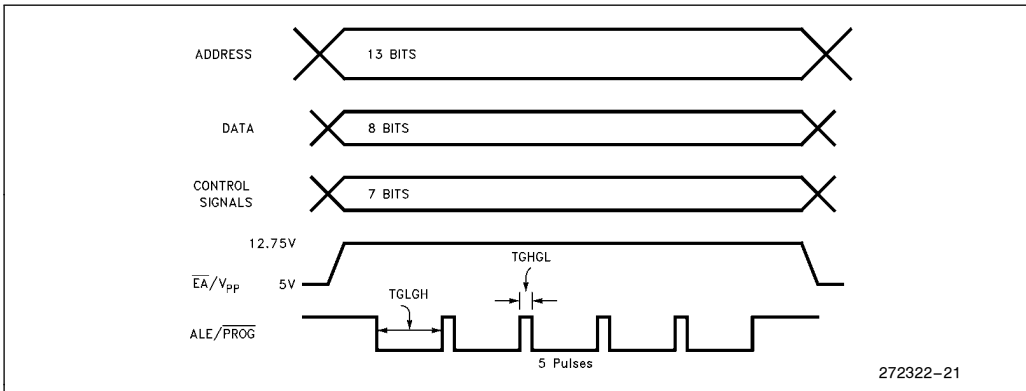 ADDRESS
13 BITS
DATA
8 BITS
CONTROL
SIGNALS
7 BITS
12.75V
EA/VPP
5V
TGHGL
TGLGH
ALE/PROG
5 Pulses
272322-21